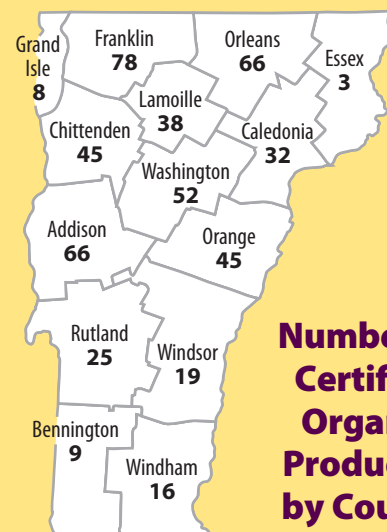 Grand
Isle
8
Franklin
78
Orleans
66
Essex
3
Lamoille
38
Chittenden
45
Caledonia
32
Washington
52
Addison
66
Orange
45
Rutland
25
Windsor
19
Bennington
9
Windham
16
Numbe
Certif
Orga
Produ
by Cou